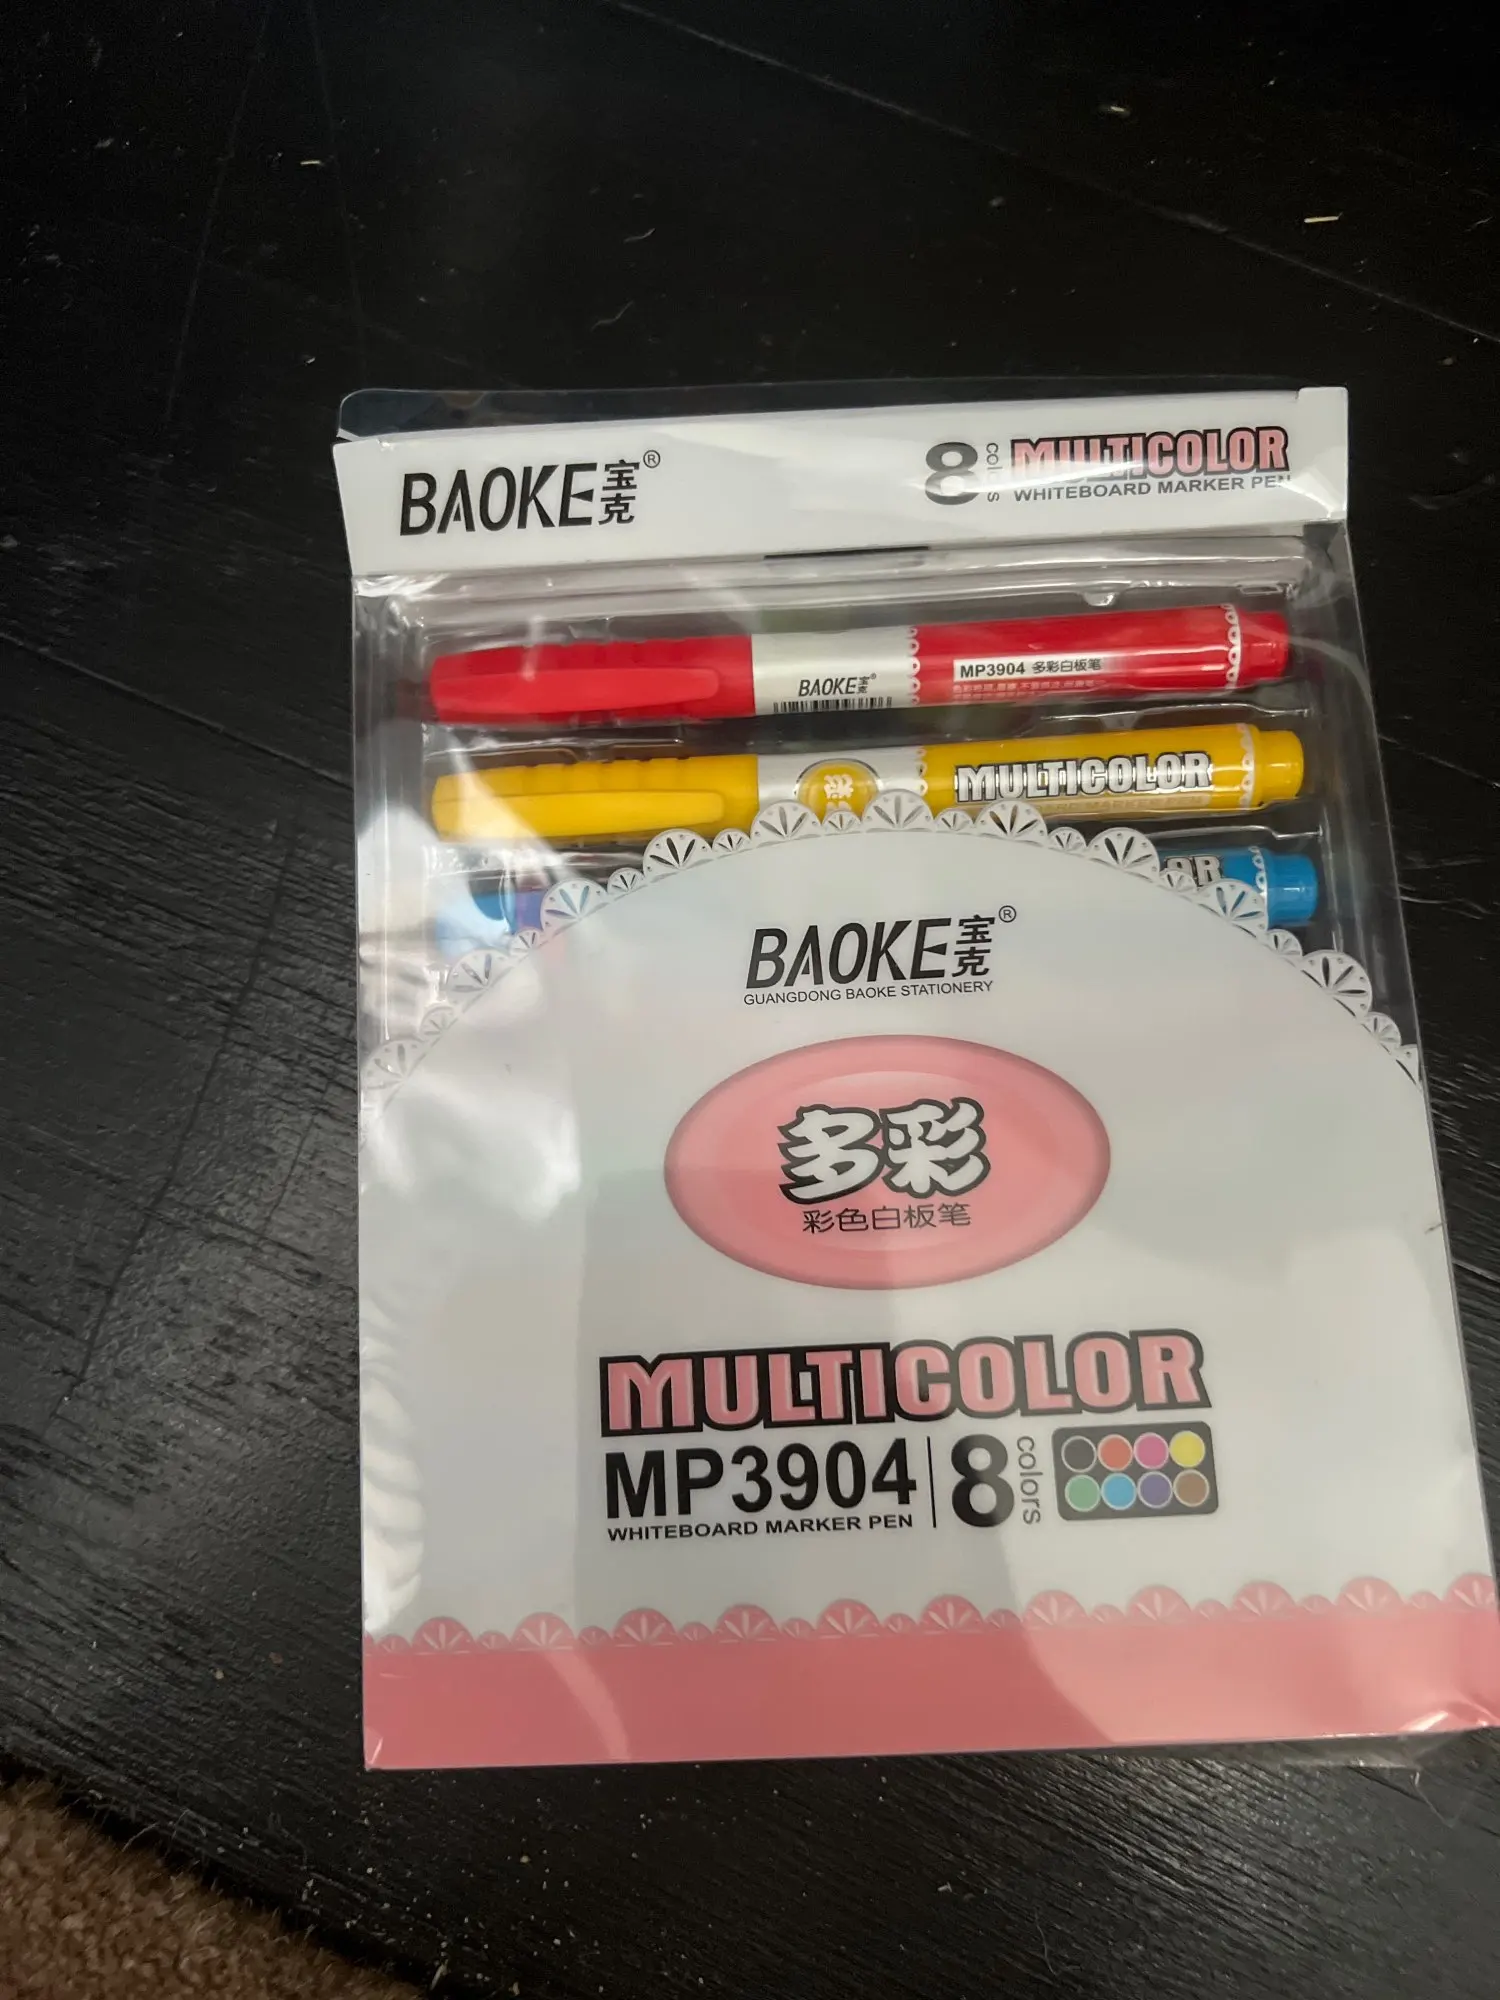 BAOKE宝克®
8 colors MULTICOLOR
WHITEBOARD MARKER PEN
BAOKE宝克®
MP3904 多彩白板笔
MULTICOLOR
BAOKE宝克®
GUANGDONG BAOKE STATIONERY
多彩
彩色白板笔
MULTICOLOR
MP3904 8 colors
WHITEBOARD MARKER PEN